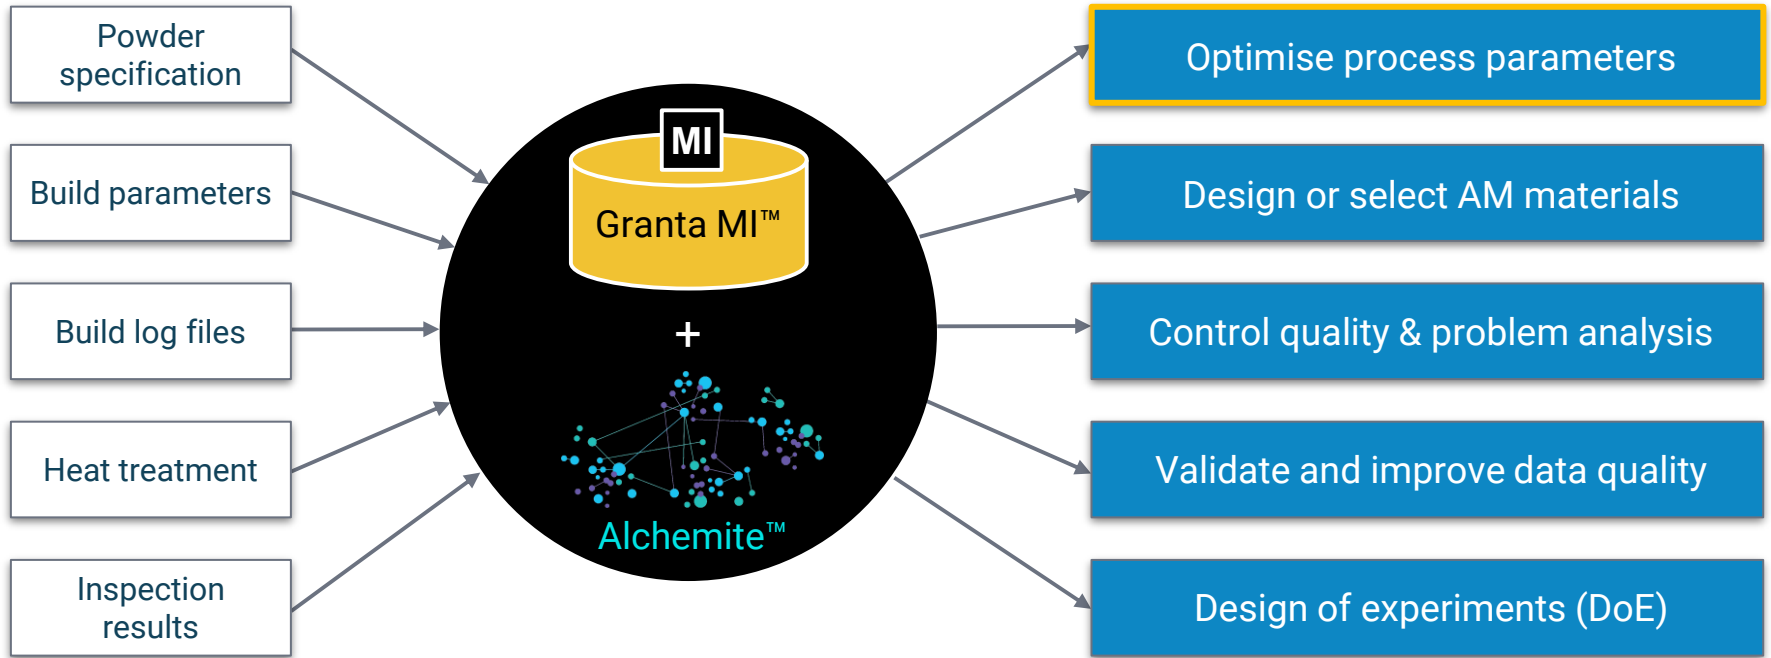 Powder
specification
Build parameters
Build log files
Heat treatment
Inspection
results
MI
Granta MI™
+
Alchemite™
Optimise process parameters
Design or select AM materials
Control quality & problem analysis
Validate and improve data quality
Design of experiments (DoE)